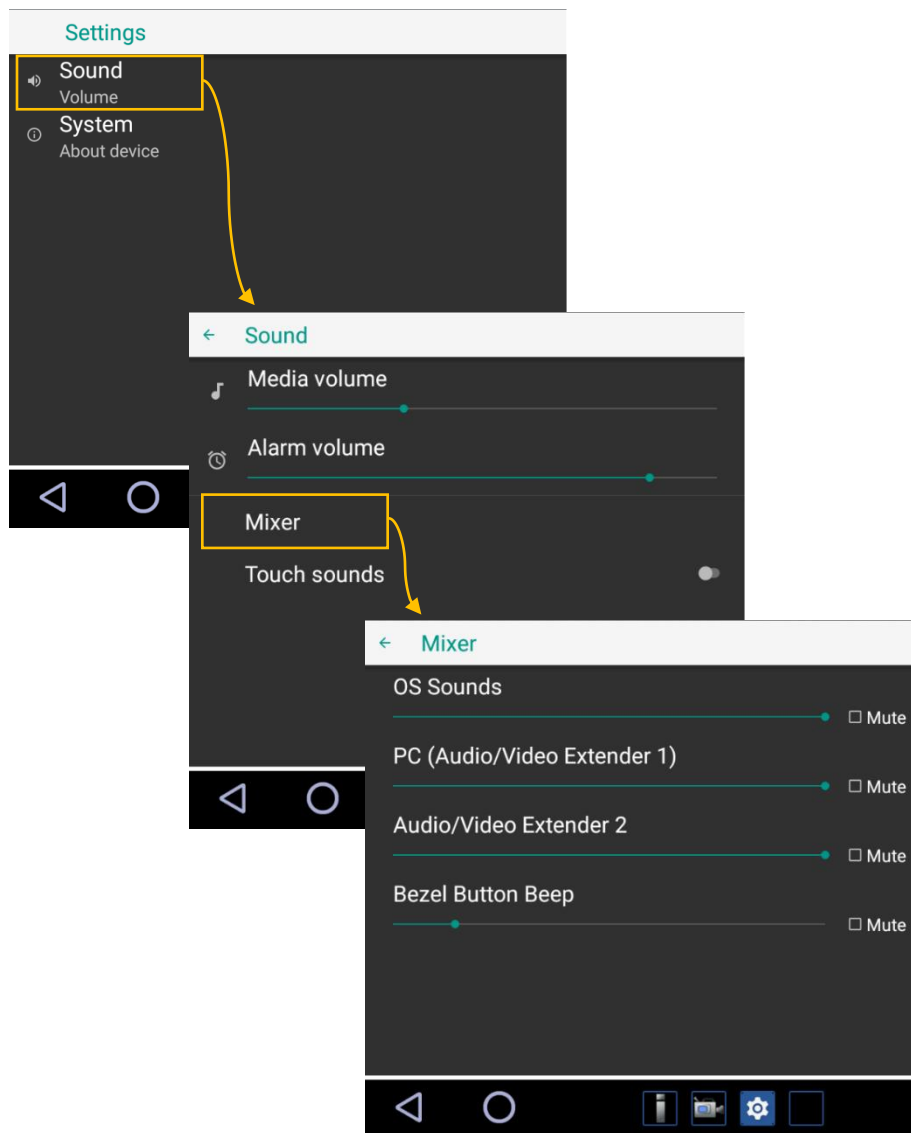 Settings
Sound
Volume
System
About device
Sound
Media volume
Alarm volume
Mixer
Touch sounds
Mixer
OS Sounds
Mute
PC (Audio/Video Extender 1)
Mute
Audio/Video Extender 2
Mute
Bezel Button Beep
Mute